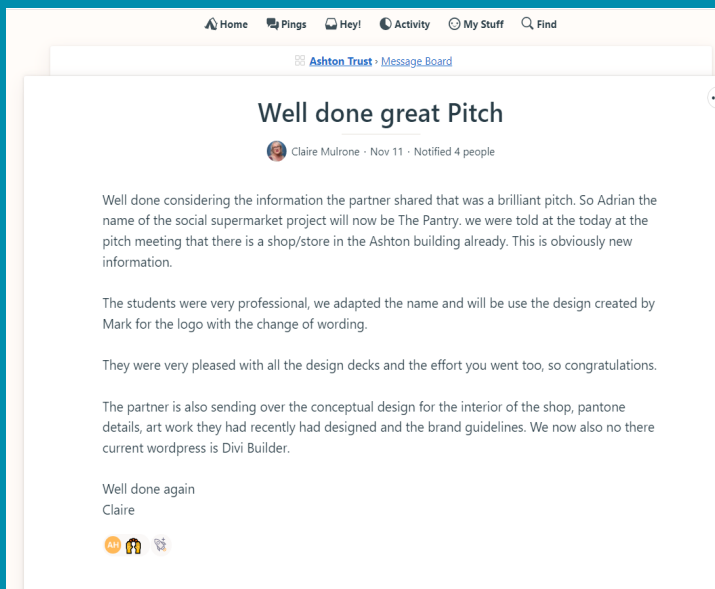 Home Pings Hey! Activity My Stuff Find
Ashton Trust › Message Board
Well done great Pitch
Claire Mulrone · Nov 11 · Notified 4 people
Well done considering the information the partner shared that was a brilliant pitch. So Adrian the
name of the social supermarket project will now be The Pantry. we were told at the today at the
pitch meeting that there is a shop/store in the Ashton building already. This is obviously new
information.
The students were very professional, we adapted the name and will be use the design created by
Mark for the logo with the change of wording.
They were very pleased with all the design decks and the effort you went too, so congratulations.
The partner is also sending over the conceptual design for the interior of the shop, pantone
details, art work they had recently had designed and the brand guidelines. We now also no there
current wordpress is Divi Builder.
Well done again
Claire
AH